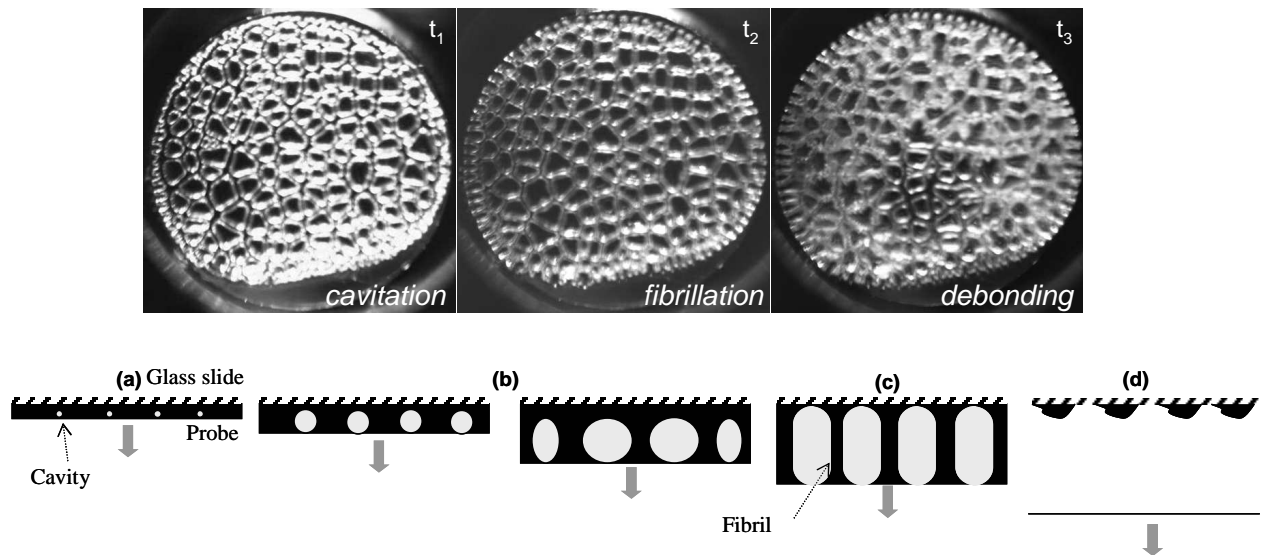 t1
t2
t3
cavitation
fibrillation
debonding
(a) Glass slide
(b)
(c)
(d)
Probe
Cavity
Fibril